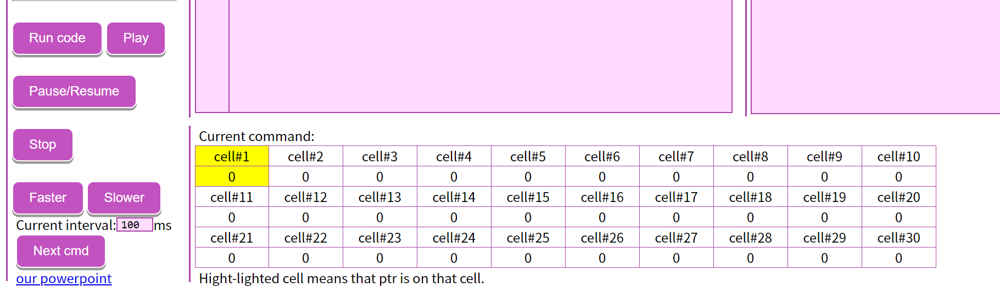 Run code Play
Pause/Resume
Stop
Faster Slower
Current interval: 100 ms
Next cmd
our powerpoint
Current command:
cell#1 cell#2 cell#3 cell#4 cell#5 cell#6 cell#7 cell#8 cell#9 cell#10
0 0 0 0 0 0 0 0 0 0
cell#11 cell#12 cell#13 cell#14 cell#15 cell#16 cell#17 cell#18 cell#19 cell#20
0 0 0 0 0 0 0 0 0 0
cell#21 cell#22 cell#23 cell#24 cell#25 cell#26 cell#27 cell#28 cell#29 cell#30
0 0 0 0 0 0 0 0 0 0
Hight-lighted cell means that ptr is on that cell.